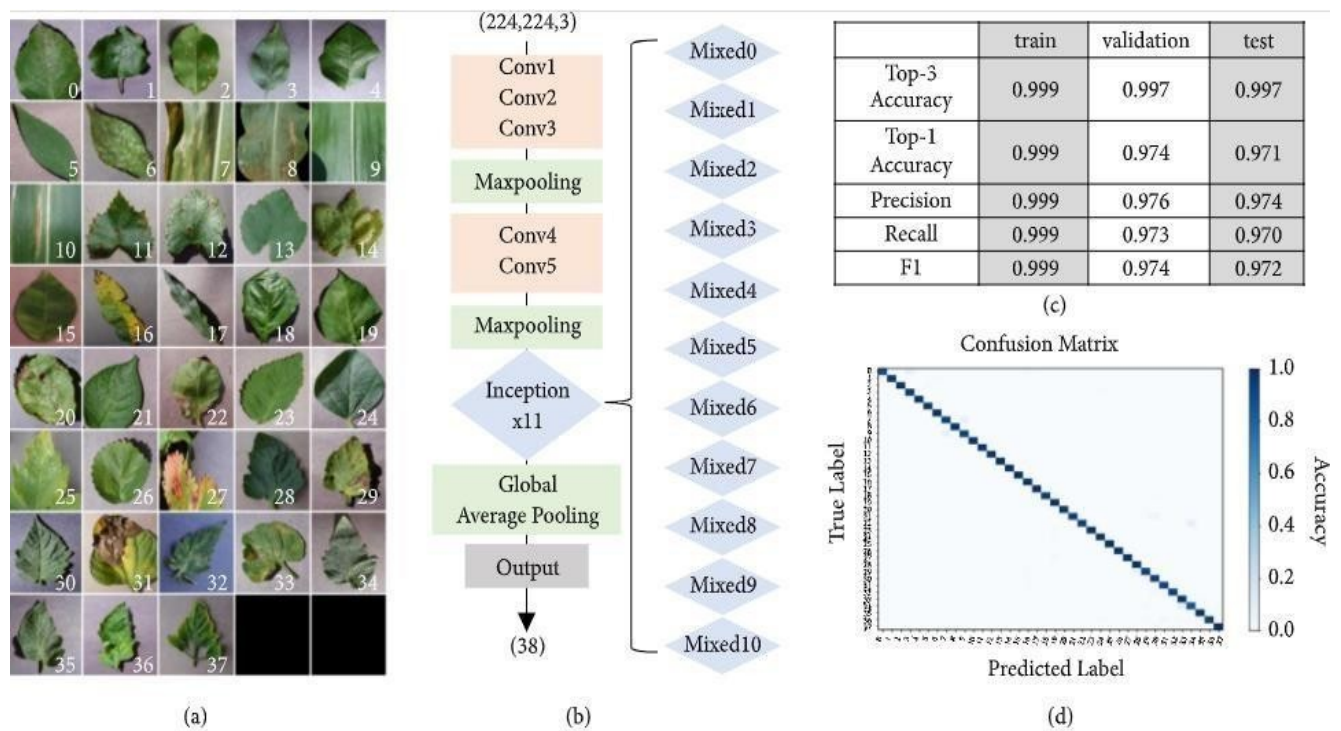 0 1 2 3 4
5 6 7 8 9
10 11 12 13 14
15 16 17 18 19
20 21 22 23 24
25 26 27 28 29
30 31 32 33 34
35 36 37
(a)
(224,224,3)
Conv1
Conv2
Conv3
Maxpooling
Conv4
Conv5
Maxpooling
Inception
x11
Global
Average Pooling
Output
(38)
Mixed0
Mixed1
Mixed2
Mixed3
Mixed4
Mixed5
Mixed6
Mixed7
Mixed8
Mixed9
Mixed10
(b)
train validation test
Top-3
Accuracy 0.999 0.997 0.997
Top-1
Accuracy 0.999 0.974 0.971
Precision 0.999 0.976 0.974
Recall 0.999 0.973 0.970
F1 0.999 0.974 0.972
(c)
Confusion Matrix
True Label
Predicted Label
1.0
0.8
0.6
0.4
0.2
0.0
Accuracy
(d)